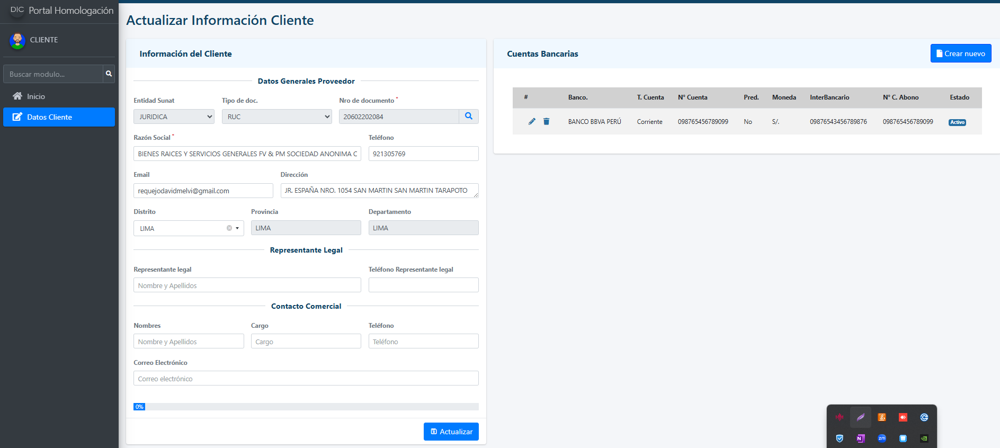 DIC Portal Homologación
CLIENTE
Buscar modulo...
Inicio
Datos Cliente
Actualizar Información Cliente
Información del Cliente
Datos Generales Proveedor
Entidad Sunat Tipo de doc. Nro de documento *
JURIDICA RUC 20602202084
Razón Social * Teléfono
BIENES RAICES Y SERVICIOS GENERALES FV & PM SOCIEDAD ANONIMA C 921305769
Email Dirección
requejodavidmelvi@gmail.com JR. ESPAÑA NRO. 1054 SAN MARTIN SAN MARTIN TARAPOTO
Distrito Provincia Departamento
LIMA LIMA LIMA
Representante Legal
Representante legal Teléfono Representante legal
Nombre y Apellidos
Contacto Comercial
Nombres Cargo Teléfono
Nombre y Apellidos Cargo Teléfono
Correo Electrónico
Correo electrónico
0%
Actualizar
Cuentas Bancarias
Crear nuevo
# Banco. T. Cuenta N° Cuenta Pred. Moneda InterBancario N° C. Abono Estado
BANCO BBVA PERÚ Corriente 098765456789099 No S/. 09876543456789876 098765456789099 Activo
N zm